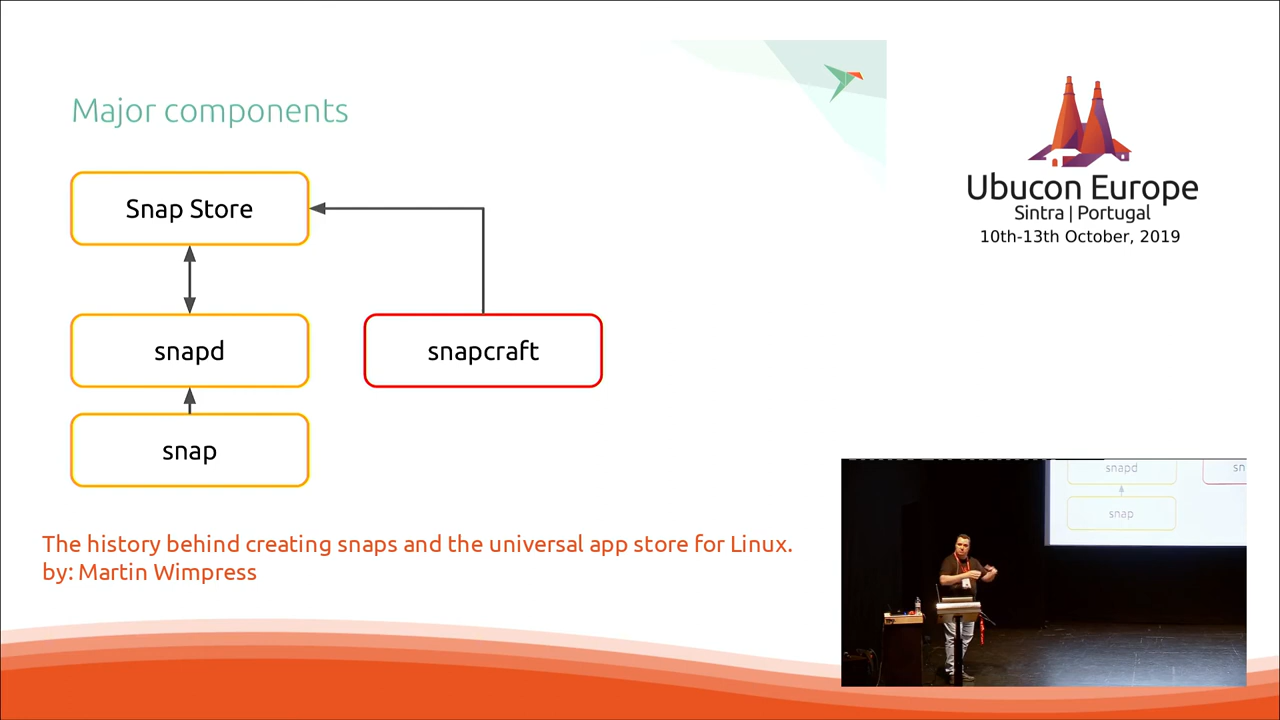 Major components
Snap Store
snapd
snapcraft
snap
The history behind creating snaps and the universal app store for Linux.
by: Martin Wimpress
Ubucon Europe
Sintra | Portugal
10th-13th October, 2019
snapd
sn
snap